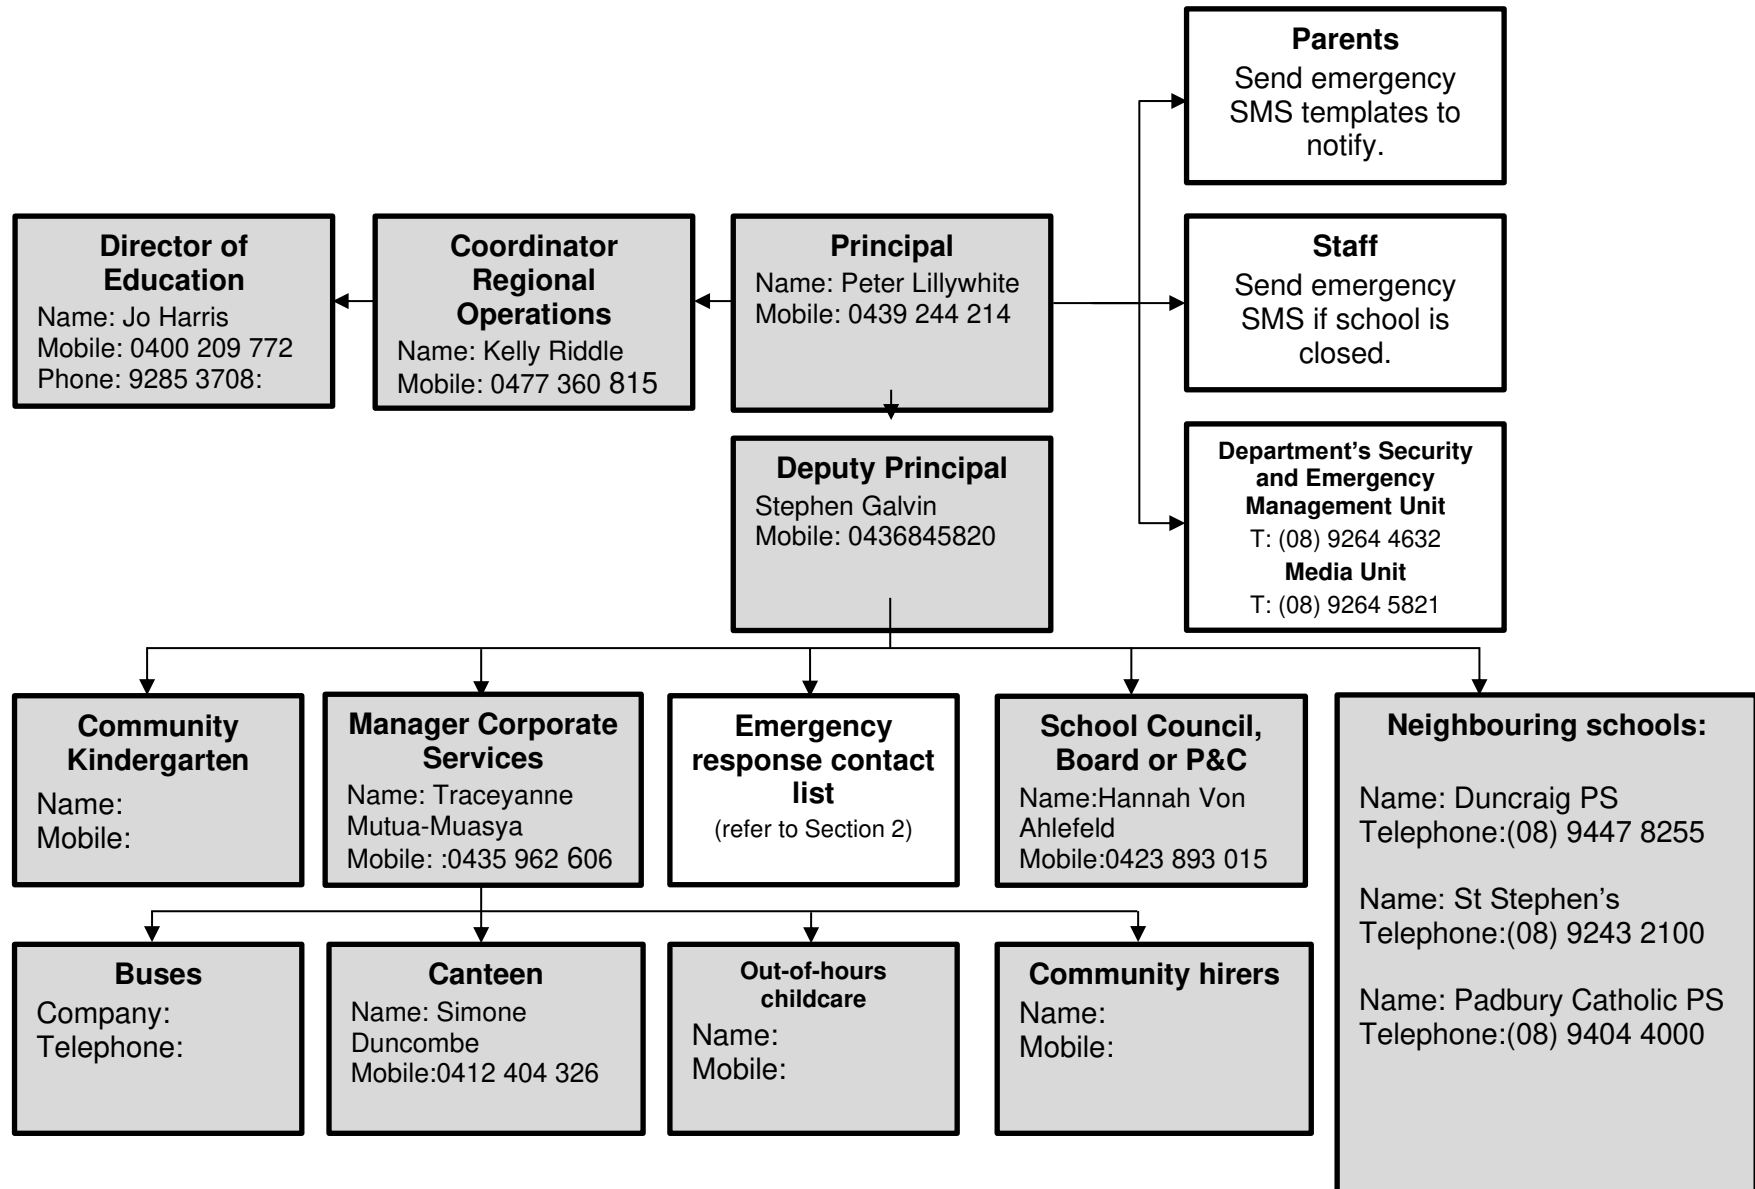 Parents
Send emergency
SMS templates to
notify.
Director of
Education
Name: Jo Harris
Mobile: 0400 209 772
Phone: 9285 3708:
Coordinator
Regional
Operations
Name: Kelly Riddle
Mobile: 0477 360 815
Principal
Name: Peter Lillywhite
Mobile: 0439 244 214
Staff
Send emergency
SMS if school is
closed.
Deputy Principal
Stephen Galvin
Mobile: 0436845820
Department's Security
and Emergency
Management Unit
T: (08) 9264 4632
Media Unit
T: (08) 9264 5821
Community
Kindergarten
Name:
Mobile:
Manager Corporate
Services
Name: Traceyanne
Mutua-Muasya
Mobile: :0435 962 606
Emergency
response contact
list
(refer to Section 2)
School Council,
Board or P&C
Name:Hannah Von
Ahlefeld
Mobile:0423 893 015
Neighbouring schools:
Name: Duncraig PS
Telephone:(08) 9447 8255
Name: St Stephen's
Telephone:(08) 9243 2100
Name: Padbury Catholic PS
Telephone:(08) 9404 4000
Buses
Company:
Telephone:
Canteen
Name: Simone
Duncombe
Mobile:0412 404 326
Out-of-hours
childcare
Name:
Mobile:
Community hirers
Name:
Mobile: